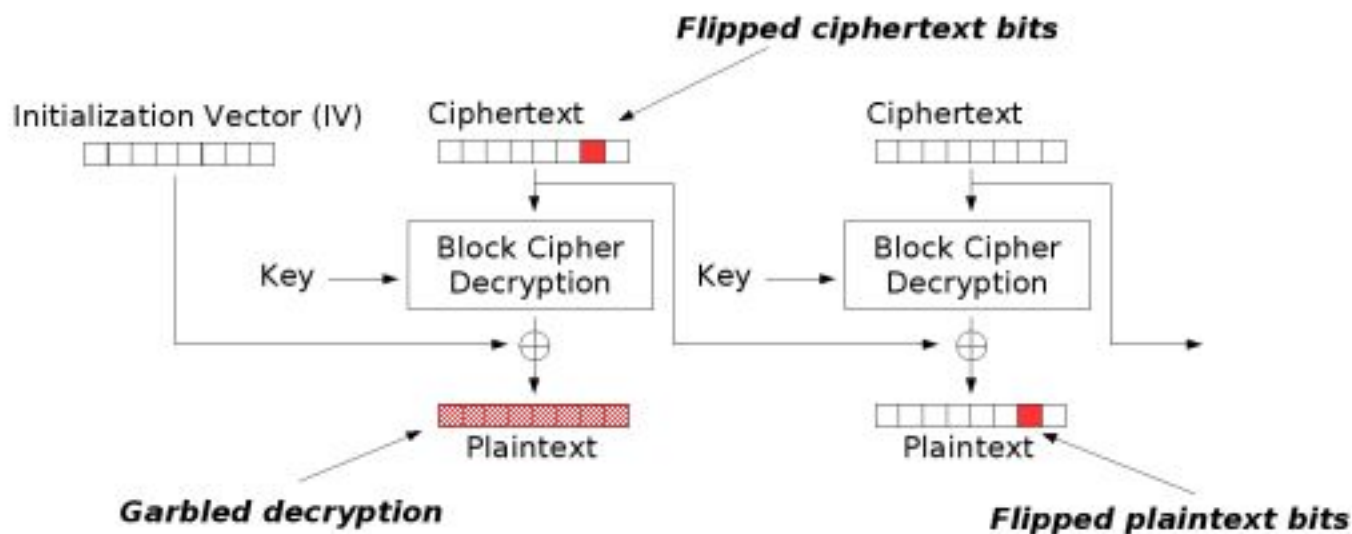 Flipped ciphertext bits
Initialization Vector (IV)
Ciphertext
Ciphertext
Key
Block Cipher
Decryption
Key
Block Cipher
Decryption
Plaintext
Plaintext
Garbled decryption
Flipped plaintext bits